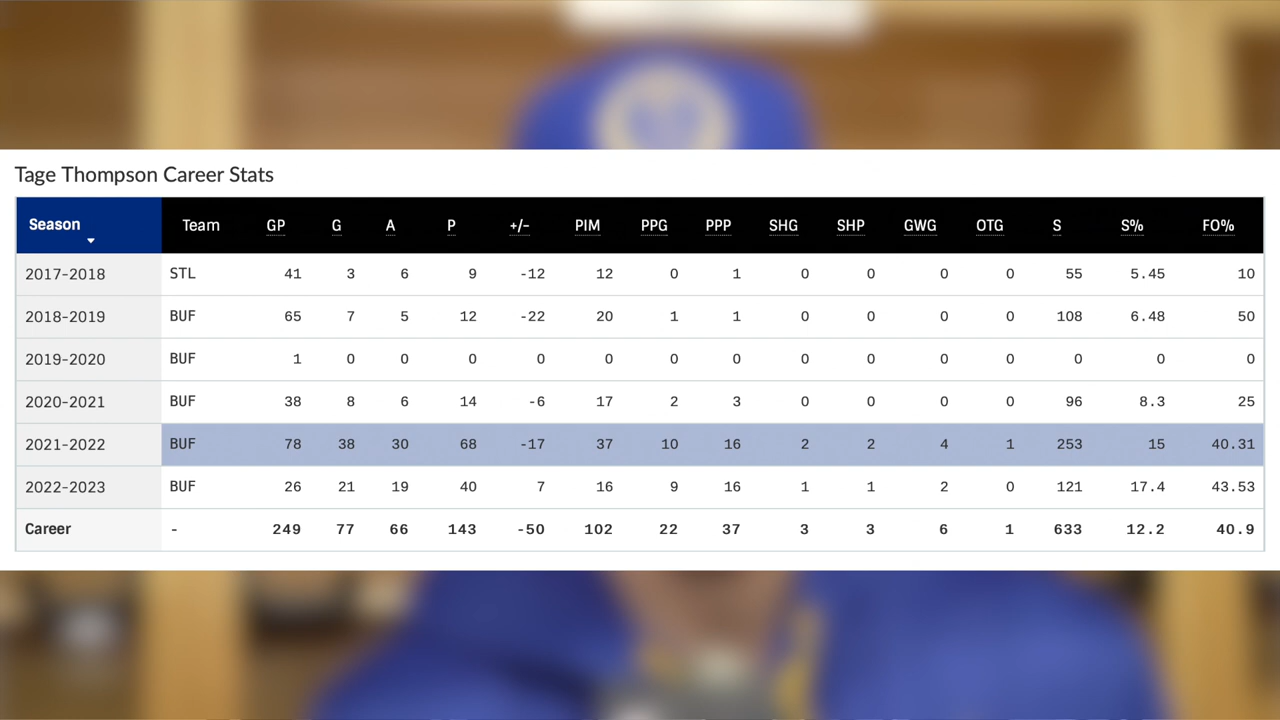 Tage Thompson Career Stats
Season Team GP G A P +/- PIM PPG PPP SHG SHP GWG OTG S S% FO%
2017-2018 STL 41 3 6 9 -12 12 0 1 0 0 0 0 55 5.45 10
2018-2019 BUF 65 7 5 12 -22 20 1 1 0 0 0 0 108 6.48 50
2019-2020 BUF 1 0 0 0 0 0 0 0 0 0 0 0 0 0 0
2020-2021 BUF 38 8 6 14 -6 17 2 3 0 0 0 0 96 8.3 25
2021-2022 BUF 78 38 30 68 -17 37 10 16 2 2 4 1 253 15 40.31
2022-2023 BUF 26 21 19 40 7 16 9 16 1 1 2 0 121 17.4 43.53
Career - 249 77 66 143 -50 102 22 37 3 3 6 1 633 12.2 40.9